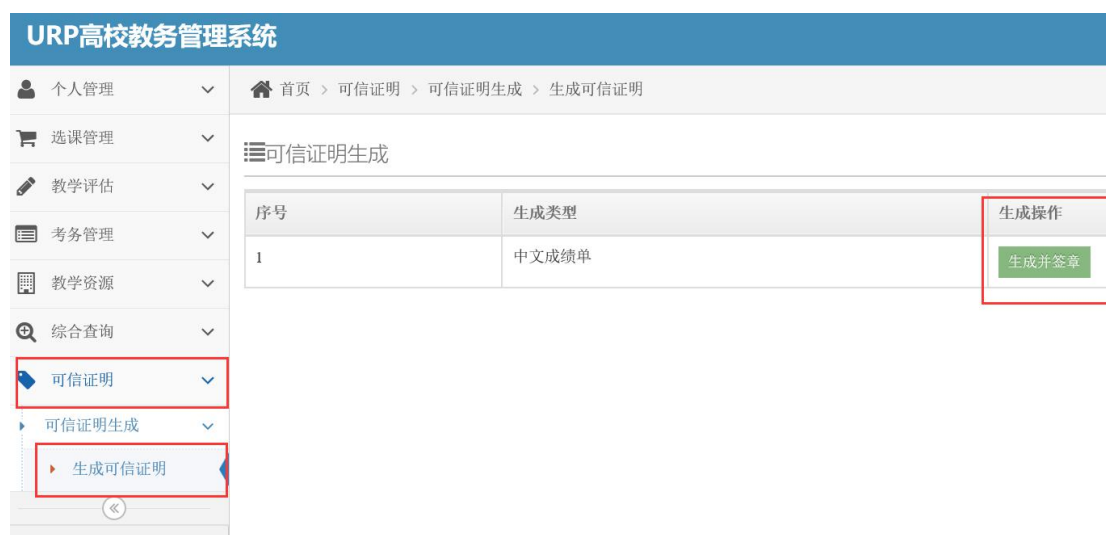 URP高校教务管理系统
个人管理
首页 > 可信证明 > 可信证明生成 > 生成可信证明
选课管理
可信证明生成
教学评估
序号 生成类型 生成操作
考务管理
1 中文成绩单 生成并签章
教学资源
综合查询
可信证明
可信证明生成
生成可信证明